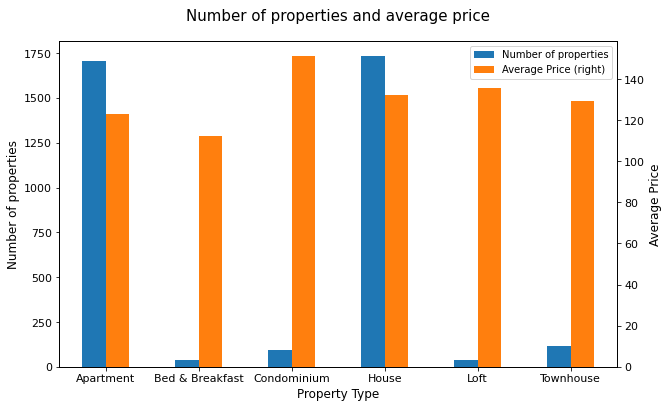 Number of properties and average price
Number of properties
Average Price (right)
1750
1500
1250
1000
750
500
250
0
Number of properties
140
120
100
80
60
40
20
0
Average Price
Apartment Bed & Breakfast Condominium House Loft Townhouse
Property Type